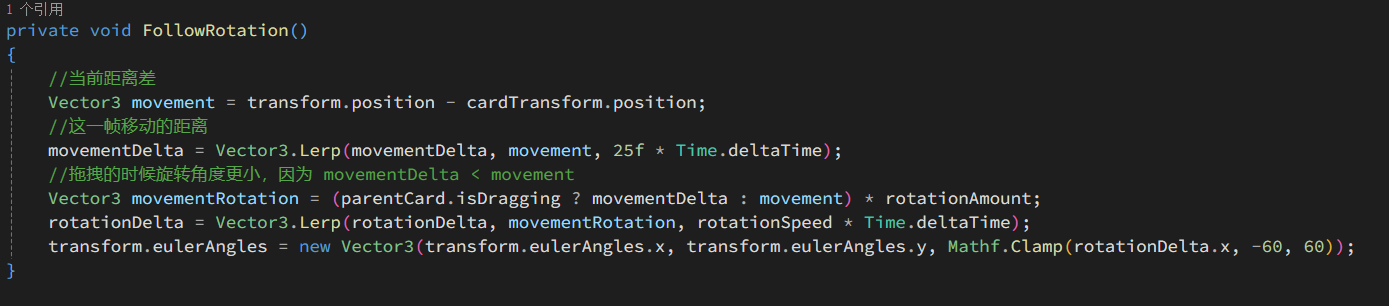 1 个引用
private void FollowRotation()
{
//当前距离差
Vector3 movement = transform.position - cardTransform.position;
//这一帧移动的距离
movementDelta = Vector3.Lerp(movementDelta, movement, 25f * Time.deltaTime);
//拖拽的时候旋转角度更小，因为 movementDelta < movement
Vector3 movementRotation = (parentCard.isDragging ? movementDelta : movement) * rotationAmount;
rotationDelta = Vector3.Lerp(rotationDelta, movementRotation, rotationSpeed * Time.deltaTime);
transform.eulerAngles = new Vector3(transform.eulerAngles.x, transform.eulerAngles.y, Mathf.Clamp(rotationDelta.x, -60, 60));
}